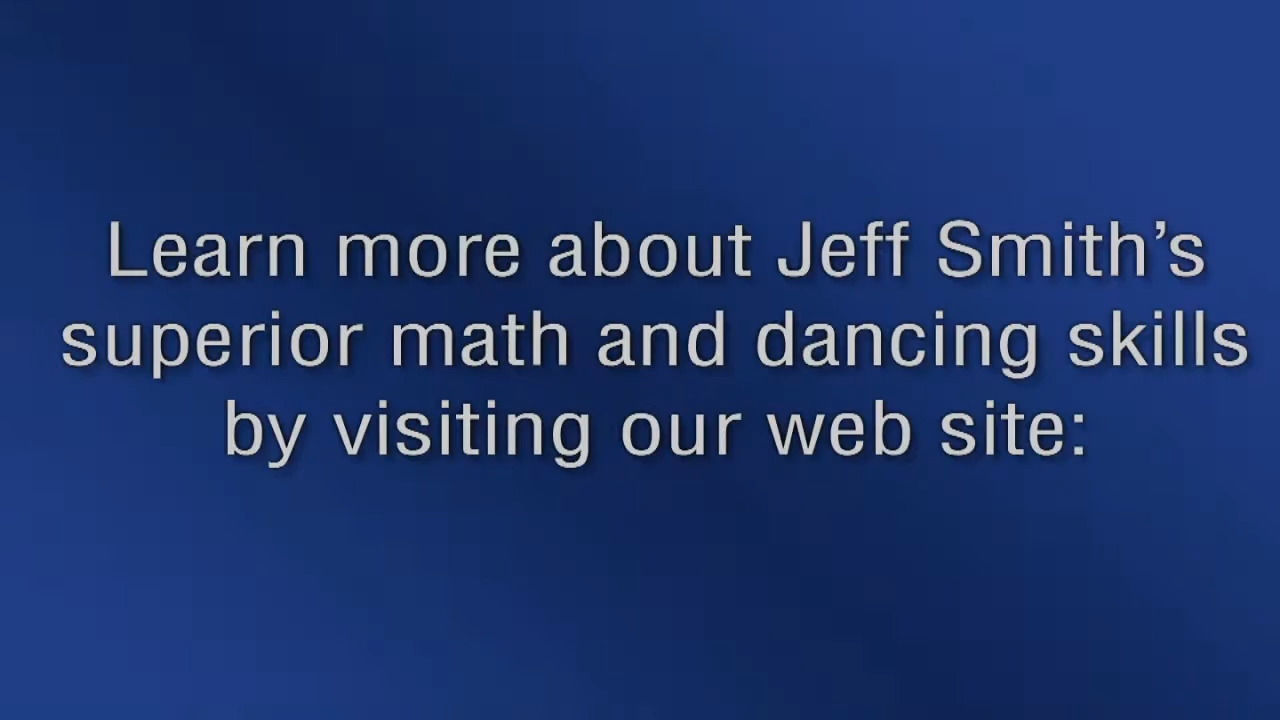 Learn more about Jeff Smith’s
superior math and dancing skills
by visiting our web site: